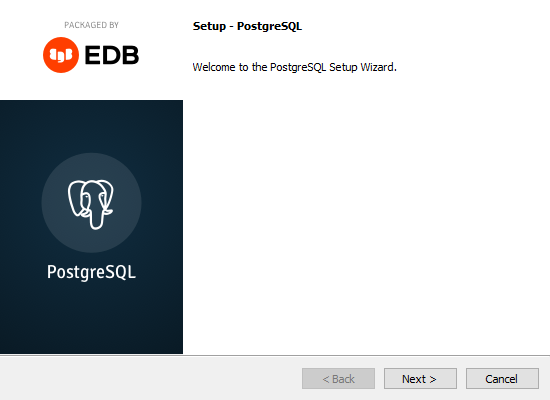 PACKAGED BY
EDB
Setup - PostgreSQL
Welcome to the PostgreSQL Setup Wizard.
PostgreSQL
< Back
Next >
Cancel